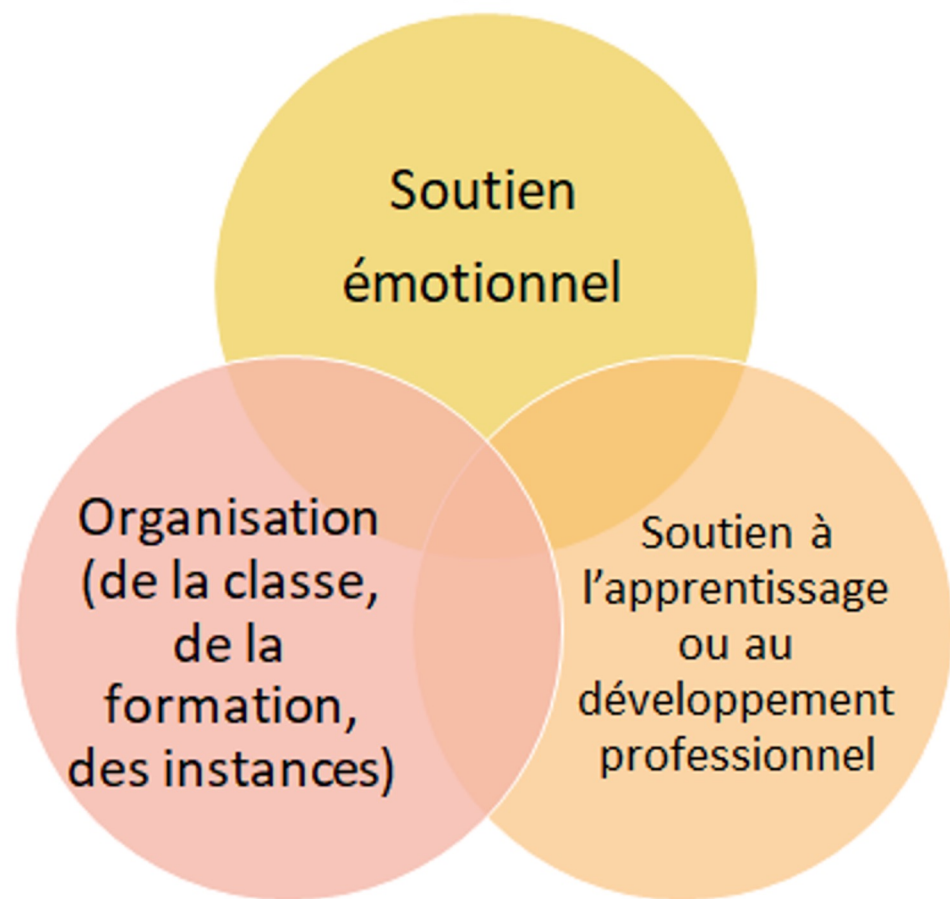 Soutien
émotionnel
Organisation
(de la classe,
de la
formation,
des instances)
Soutien à
l'apprentissage
ou au
développement
professionnel